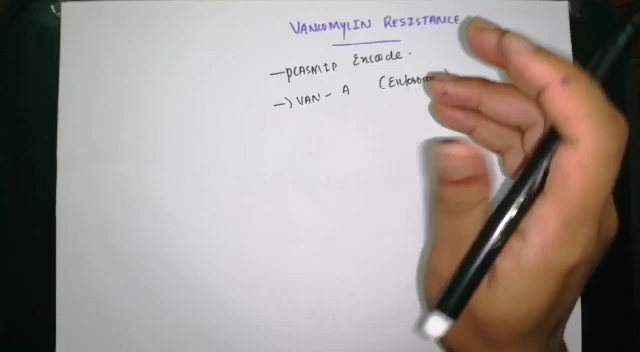 VANCOMYCIN RESISTANCE
- PLASMID Encode.
→ VAN - A